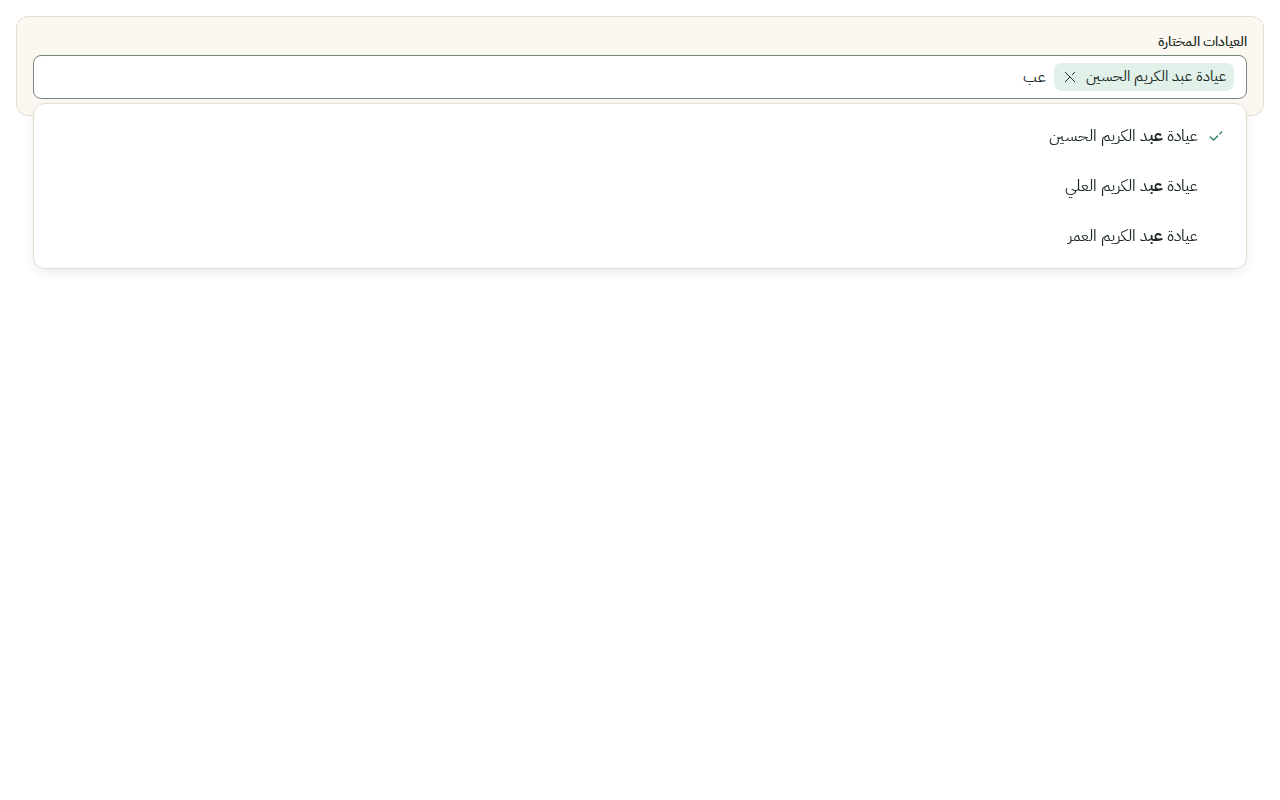 العيادات المختارة
عيادة عبد الكريم الحسين عب
عيادة عبد الكريم الحسين
عيادة عبد الكريم العلي
عيادة عبد الكريم العمر